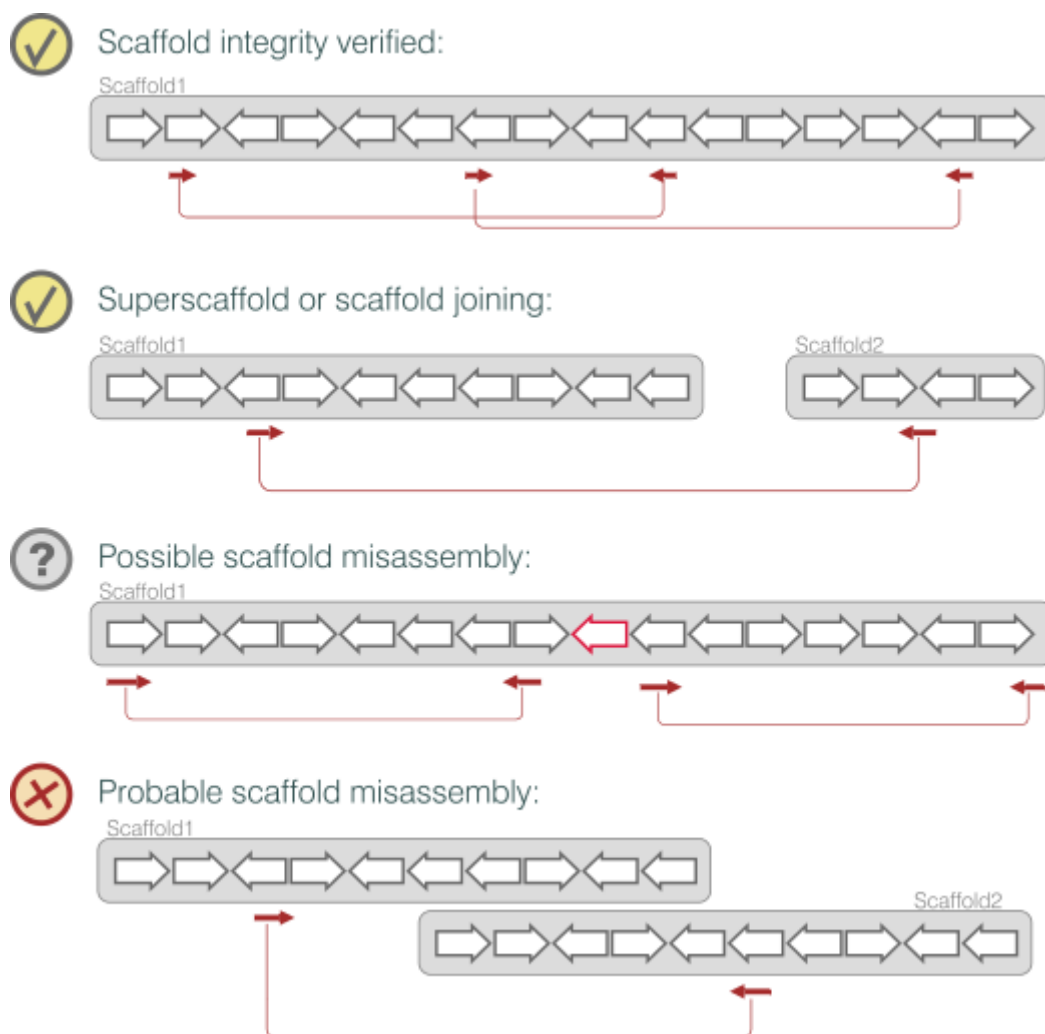 Scaffold integrity verified:
Scaffold1
Superscaffold or scaffold joining:
Scaffold1
Scaffold2
?
Possible scaffold misassembly:
Scaffold1
Probable scaffold misassembly:
Scaffold1
Scaffold2